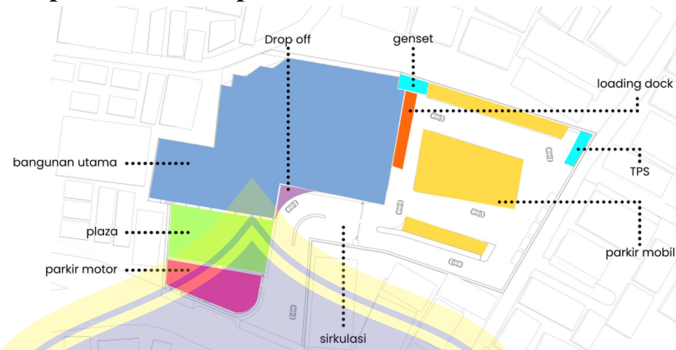 Drop off
genset
loading dock
bangunan utama
TPS
plaza
parkir mobil
parkir motor
sirkulasi